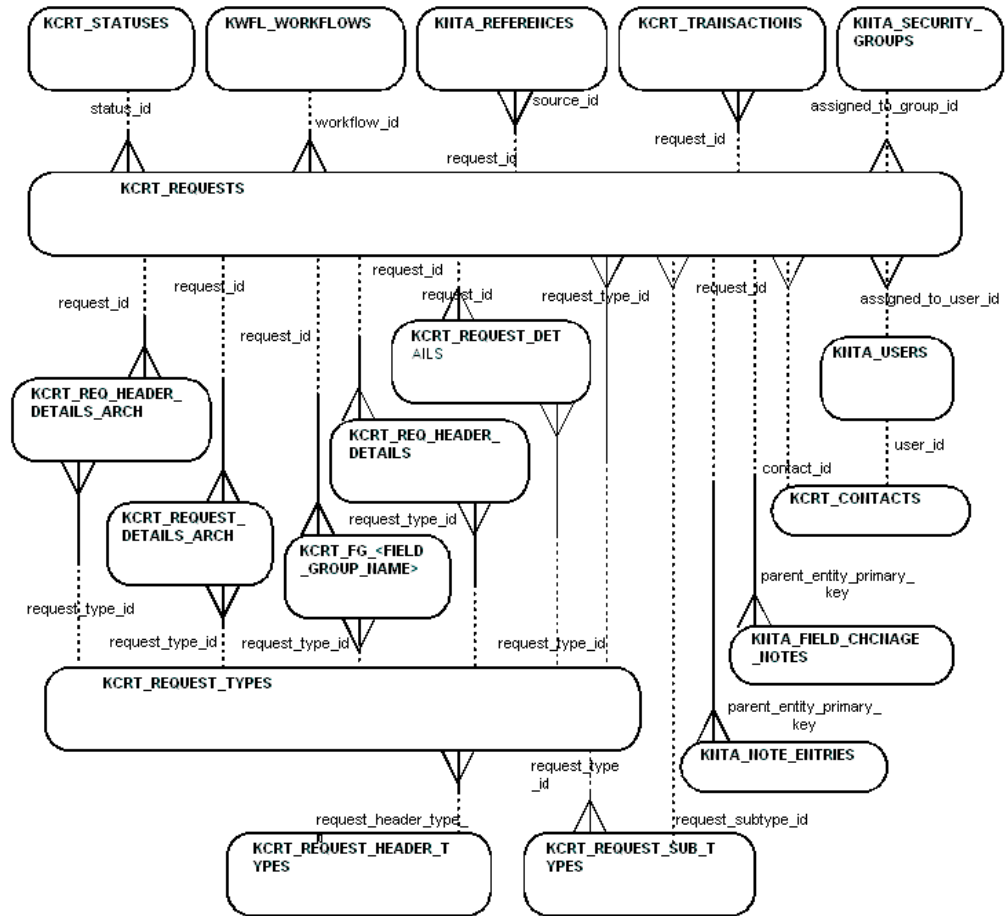 KCRT_STATUSES
KWFL_WORKFLOWS
KNTA_REFERENCES
KCRT_TRANSACTIONS
KNTA_SECURITY_
GROUPS
status_id
workflow_id
source_id
assigned_to_group_id
request_id
request_id
KCRT_REQUESTS
request_id
request_id
request_id
request_id
request_id
request_type_id
request_id
assigned_to_user_id
KCRT_REQUEST_DET
AILS
KNTA_USERS
KCRT_REQ_HEADER_
DETAILS_ARCH
KCRT_REQ_HEADER_
DETAILS
user_id
contact_id
KCRT_CONTACTS
KCRT_REQUEST_
DETAILS_ARCH
request_type_id
KCRT_FG_<FIELD
_GROUP_NAME>
parent_entity_primary_
key
request_type_id
request_type_id
request_type_id
request_type_id
KNTA_FIELD_CHCNAGE
_NOTES
KCRT_REQUEST_TYPES
parent_entity_primary_
key
KNTA_NOTE_ENTRIES
request_type
_id
request_header_type_
request_subtype_id
KCRT_REQUEST_HEADER_T
YPES
KCRT_REQUEST_SUB_T
YPES